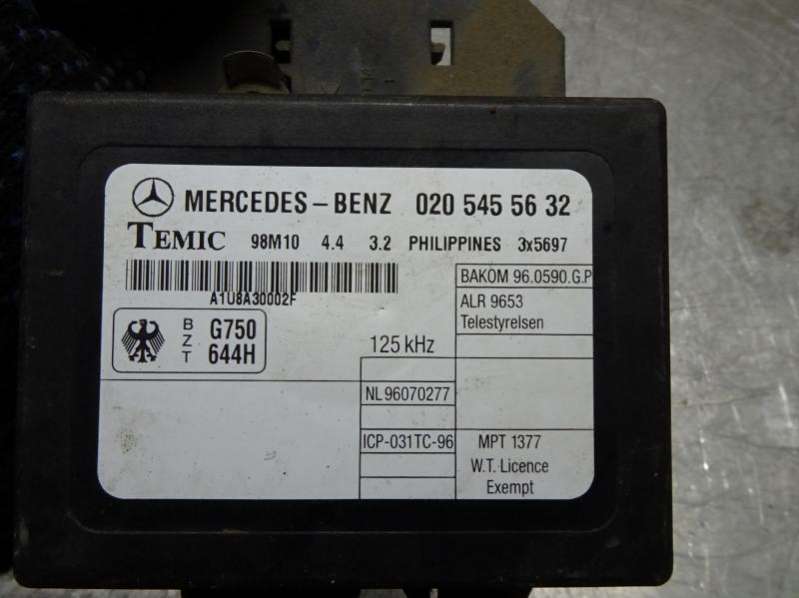 MERCEDES-BENZ 020 545 56 32
TEMIC 98M10 4.4 3.2 PHILIPPINES 3x5697
A1U8A30002F
BAKOM 96.0590.G.P
ALR 9653
Telestyrelsen
BZT G750
644H
125 kHz
NL 96070277
ICP-031TC-96
MPT 1377
W.T. Licence
Exempt